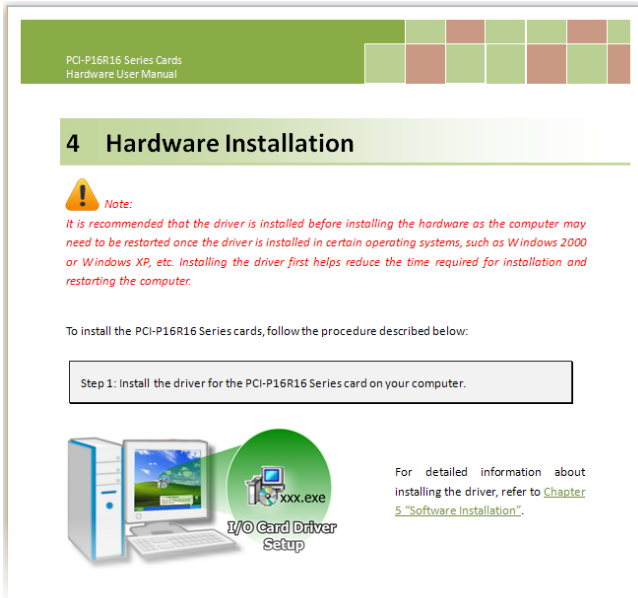 PCI-P16R16 Series Cards
Hardware User Manual
4 Hardware Installation
Note:
It is recommended that the driver is installed before installing the hardware as the computer may
need to be restarted once the driver is installed in certain operating systems, such as Windows 2000
or Windows XP, etc. Installing the driver first helps reduce the time required for installation and
restarting the computer.
To install the PCI-P16R16 Series cards, follow the procedure described below:
Step 1: Install the driver for the PCI-P16R16 Series card on your computer.
xxx.exe
I/O Card Driver
Setup
For detailed information about
installing the driver, refer to Chapter
5 “Software Installation”.